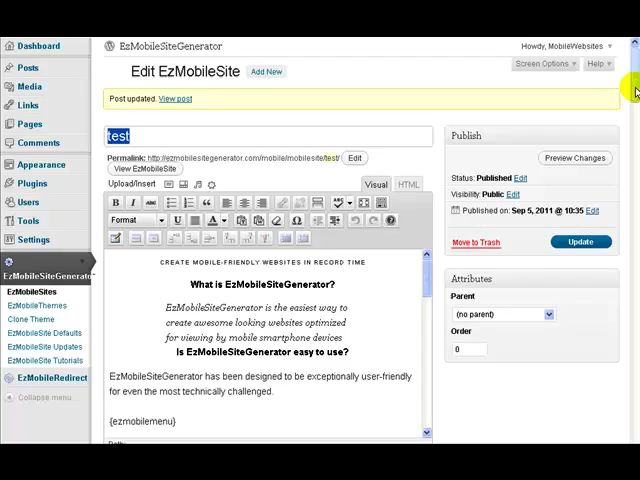 Dashboard
Posts
Media
Links
Pages
Comments
Appearance
Plugins
Users
Tools
Settings
EzMobileSiteGenerator
EzMobileSites
EzMobileThemes
Clone Theme
EzMobileSite Defaults
EzMobileSite Updates
EzMobileSite Tutorials
EzMobileRedirect
Collapse menu
EzMobileSiteGenerator
Howdy, MobileWebsites
Screen Options Help
Edit EzMobileSite Add New
Post updated. View post
test
Permalink: http://ezmobilesitegenerator.com/mobile/mobilesite/test/ Edit
View EzMobileSite
Upload/Insert Visual HTML
B I ABC
Format U A
CREATE MOBILE-FRIENDLY WEBSITES IN RECORD TIME
What is EzMobileSiteGenerator?
EzMobileSiteGenerator is the easiest way to
create awesome looking websites optimized
for viewing by mobile smartphone devices
Is EzMobileSiteGenerator easy to use?
EzMobileSiteGenerator has been designed to be exceptionally user-friendly
for even the most technically challenged.
{ezmobilemenu}
Publish
Preview Changes
Status: Published Edit
Visibility: Public Edit
Published on: Sep 5, 2011 @ 10:35 Edit
Move to Trash Update
Attributes
Parent
(no parent)
Order
0